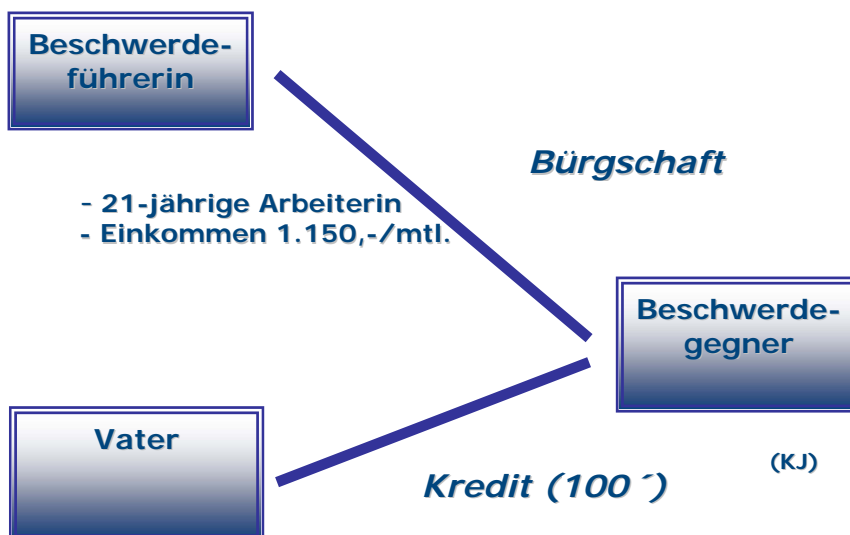 Beschwerde-
führerin
Bürgschaft
- 21-jährige Arbeiterin
- Einkommen 1.150,-/mtl.
Beschwerde-
gegner
Vater
(KJ)
Kredit (100 ´)